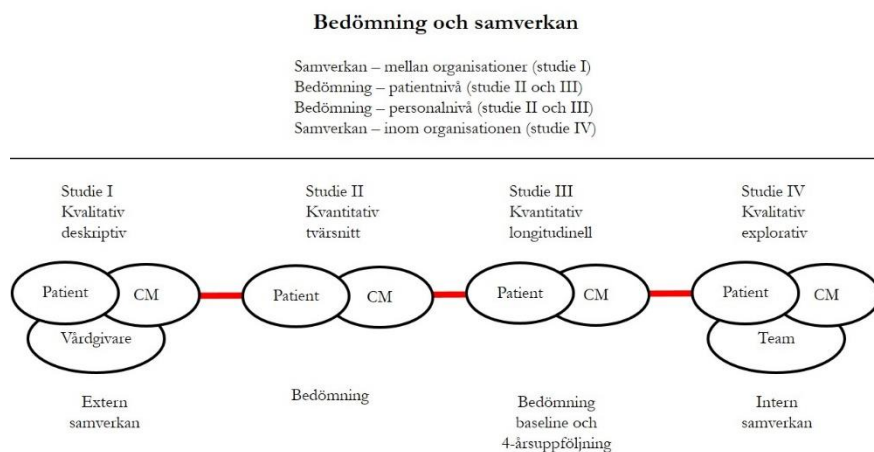 Bedömning och samverkan
Samverkan – mellan organisationer (studie I)
Bedömning – patientnivå (studie II och III)
Bedömning – personalnivå (studie II och III)
Samverkan – inom organisationen (studie IV)
Studie I
Kvalitativ
deskriptiv
Patient
CM
Vårdgivare
Extern
samverkan
Studie II
Kvantitativ
tvärsnitt
Patient
CM
Bedömning
Studie III
Kvantitativ
longitudinell
Patient
CM
Bedömning
baseline och
4-årsuppföljning
Studie IV
Kvalitativ
explorativ
Patient
CM
Team
Intern
samverkan